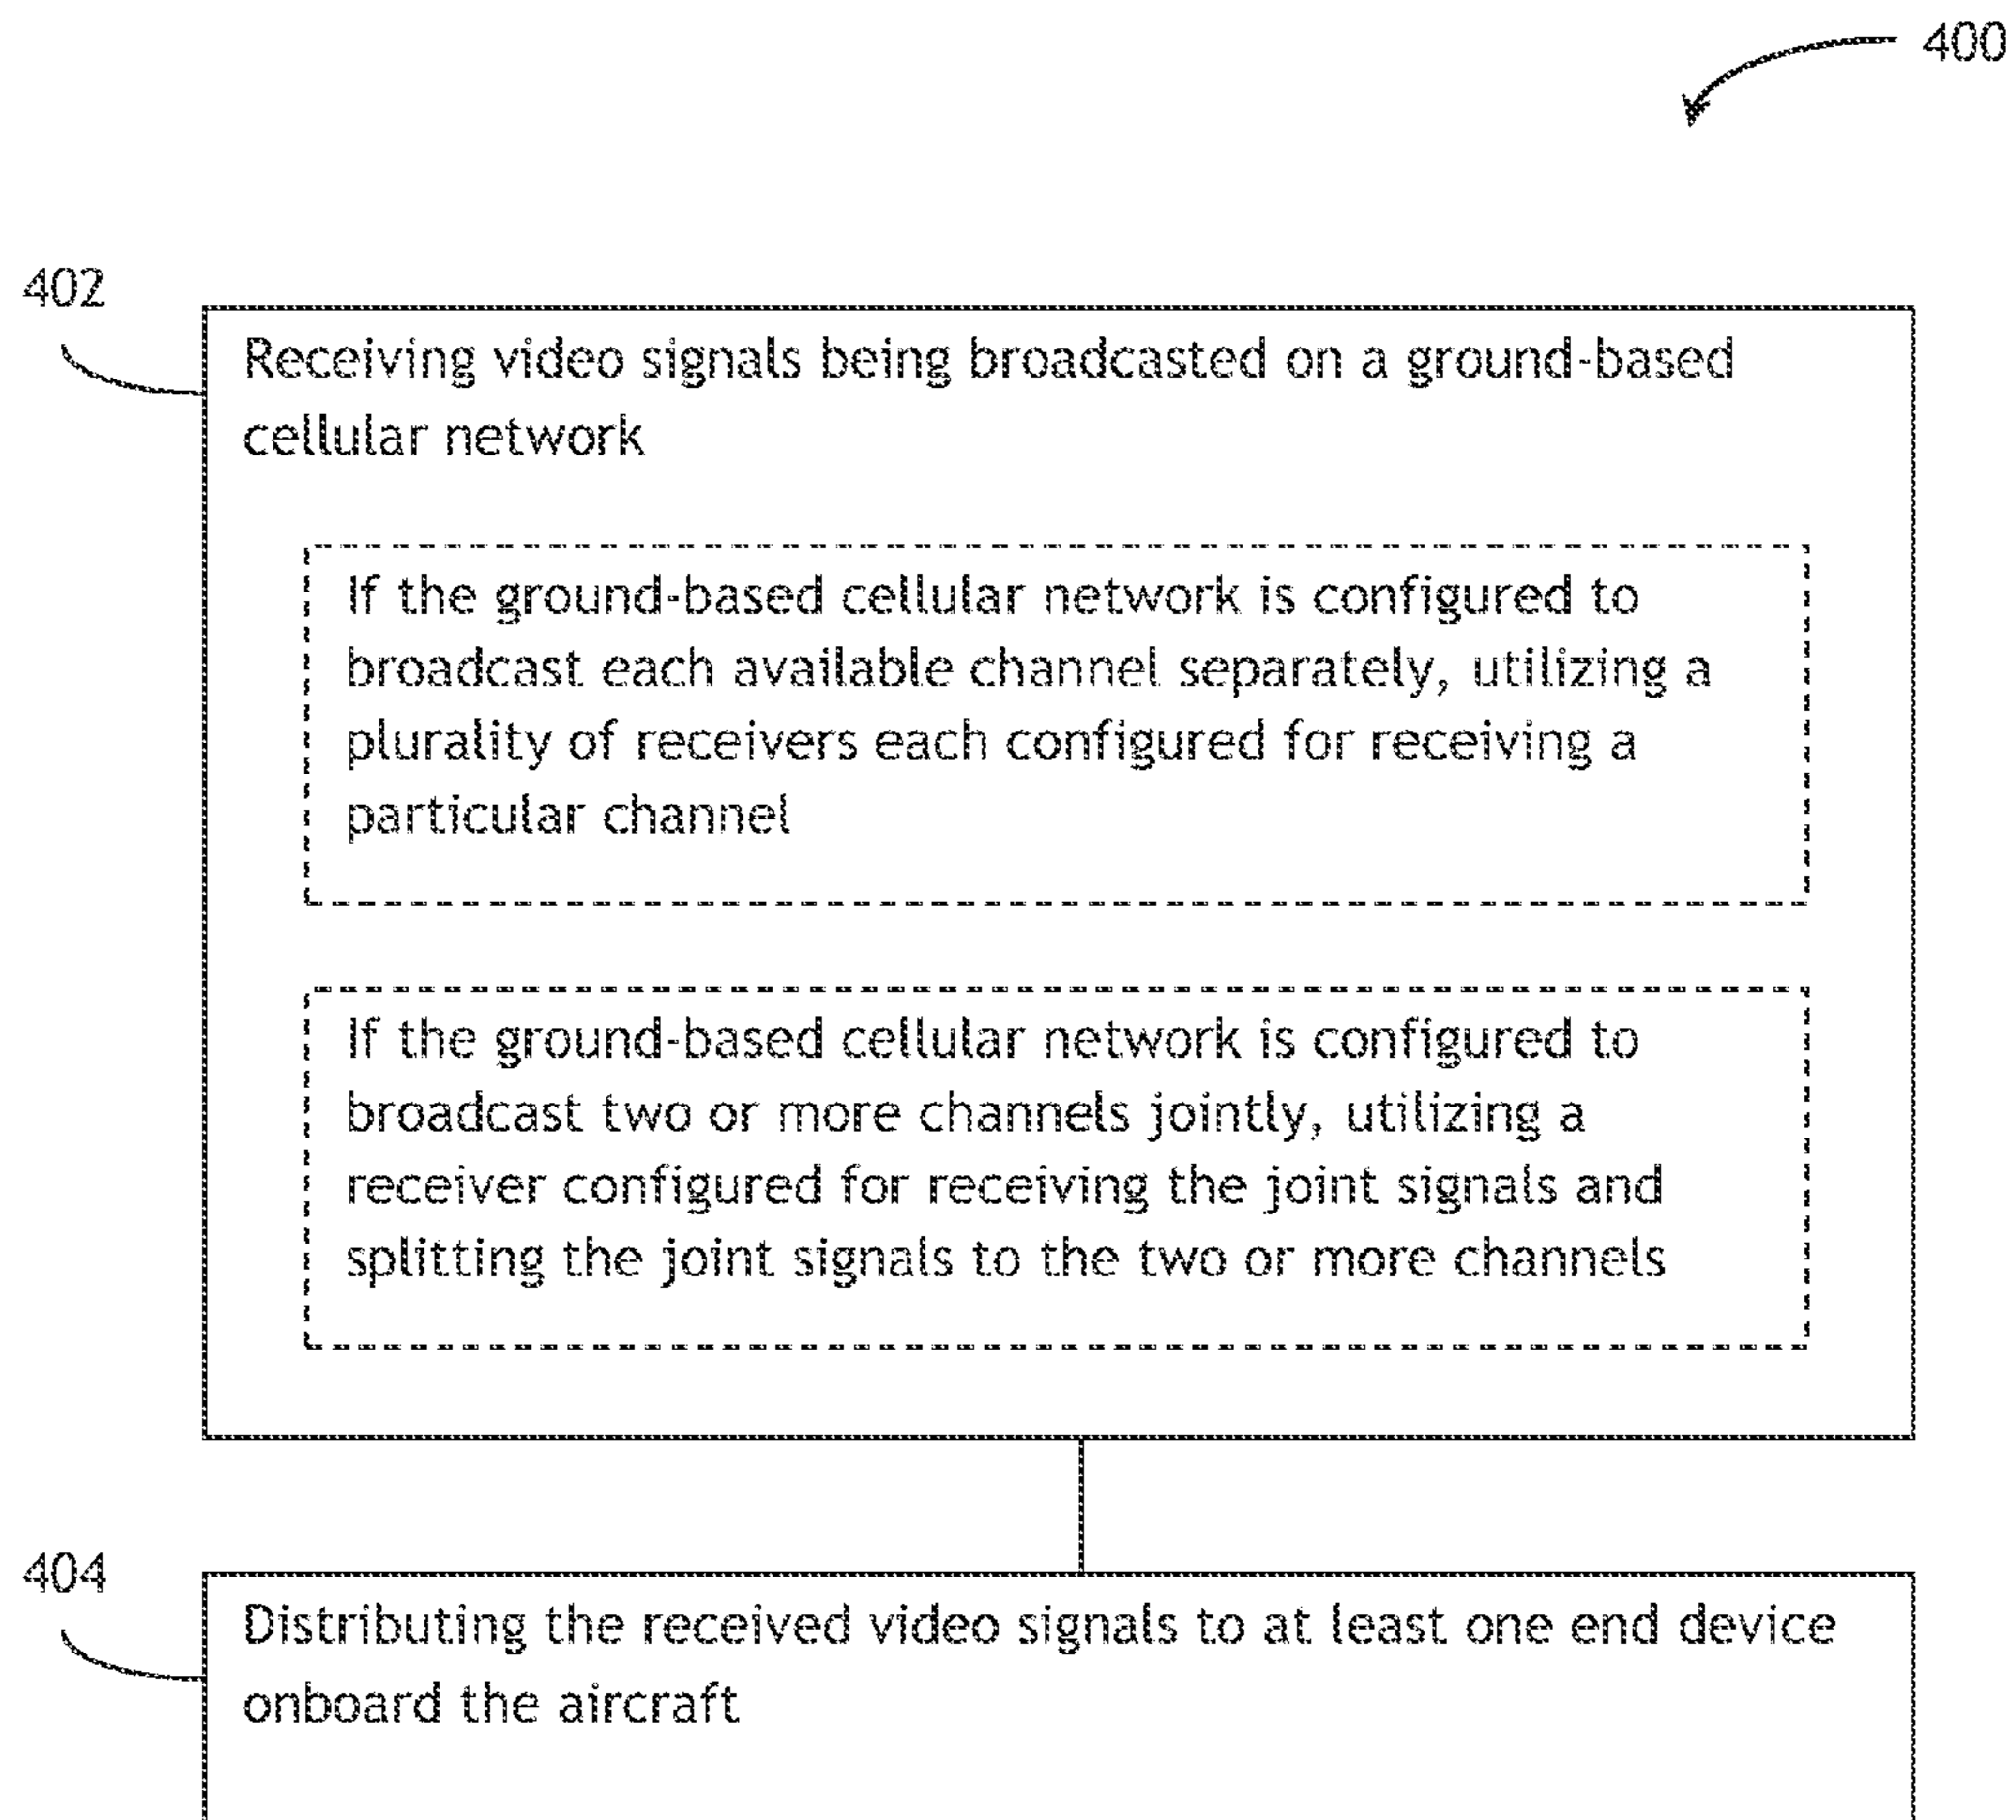 400
402
Receiving video signals being broadcasted on a ground-based
cellular network
If the ground-based cellular network is configured to
broadcast each available channel separately, utilizing a
plurality of receivers each configured for receiving a
particular channel
If the ground-based cellular network is configured to
broadcast two or more channels jointly, utilizing a
receiver configured for receiving the joint signals and
splitting the joint signals to the two or more channels
404
Distributing the received video signals to at least one end device
onboard the aircraft